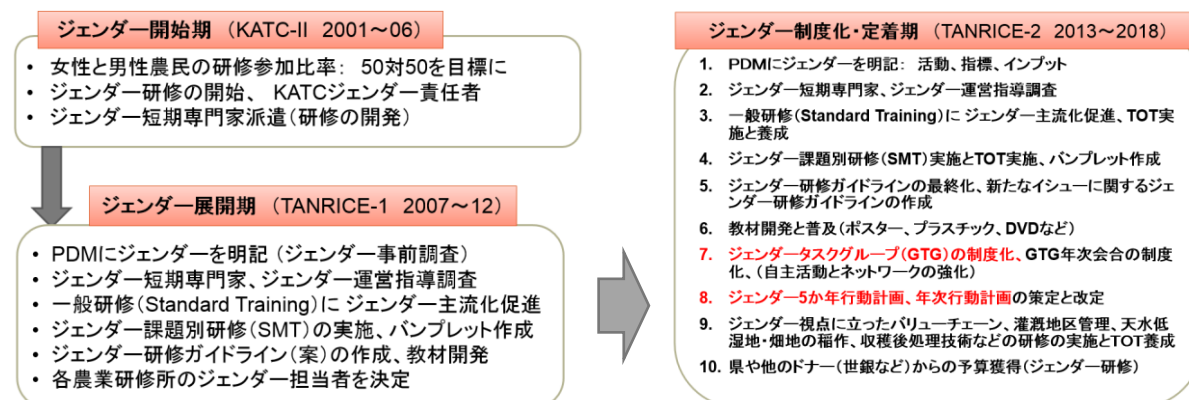 ジェンダー開始期 （KATC-II 2001～06）
• 女性と男性農民の研修参加比率： 50対50を目標に
• ジェンダー研修の開始、 KATCジェンダー責任者
• ジェンダー短期専門家派遣（研修の開発）
ジェンダー展開期 （TANRICE-1 2007～12）
• PDMにジェンダーを明記 （ジェンダー事前調査）
• ジェンダー短期専門家、ジェンダー運営指導調査
• 一般研修（Standard Training）に ジェンダー主流化促進
• ジェンダー課題別研修（SMT）の実施、バンプレット作成
• ジェンダー研修ガイドライン（案）の作成、教材開発
• 各農業研修所のジェンダー担当者を決定
ジェンダー制度化・定着期 （TANRICE-2 2013～2018）
1. PDMにジェンダーを明記： 活動、指標、インプット
2. ジェンダー短期専門家、ジェンダー運営指導調査
3. 一般研修（Standard Training）に ジェンダー主流化促進、TOT実
施と養成
4. ジェンダー課題別研修（SMT）実施とTOT実施、バンプレット作成
5. ジェンダー研修ガイドラインの最終化、新たなイシューに関するジェ
ンダー研修ガイドラインの作成
6. 教材開発と普及（ポスター、プラスチック、DVDなど）
7. ジェンダータスクグループ（GTG）の制度化、GTG年次会合の制度
化、（自主活動とネットワークの強化）
8. ジェンダー5か年行動計画、年次行動計画の策定と改定
9. ジェンダー視点に立ったバリューチェーン、灌漑地区管理、天水低
湿地・畑地の稲作、収穫後処理技術などの研修の実施とTOT養成
10. 県や他のドナー（世銀など）からの予算獲得（ジェンダー研修）